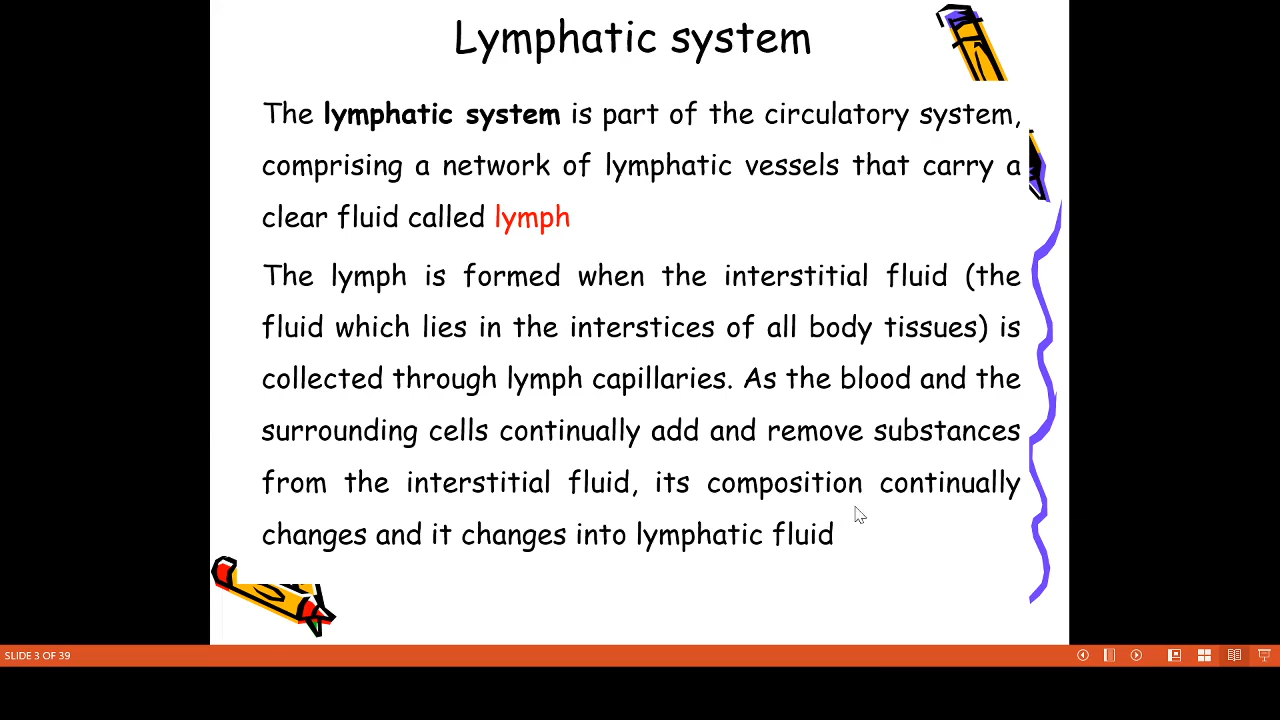 Lymphatic system
The lymphatic system is part of the circulatory system,
comprising a network of lymphatic vessels that carry a
clear fluid called lymph
The lymph is formed when the interstitial fluid (the
fluid which lies in the interstices of all body tissues) is
collected through lymph capillaries. As the blood and the
surrounding cells continually add and remove substances
from the interstitial fluid, its composition continually
changes and it changes into lymphatic fluid
SLIDE 3 OF 39